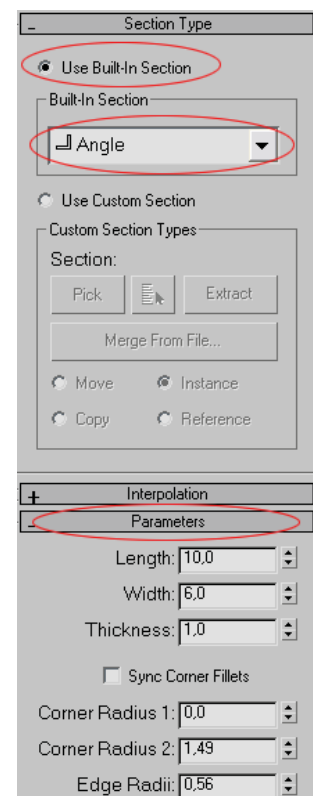 Section Type
Use Built-In Section
Built-In Section
Angle
Use Custom Section
Custom Section Types
Section:
Pick Extract
Merge From File...
Move Instance
Copy Reference
Interpolation
Parameters
Length: 10,0
Width: 6,0
Thickness: 1,0
Sync Corner Fillets
Corner Radius 1: 0,0
Corner Radius 2: 1,49
Edge Radii: 0,56